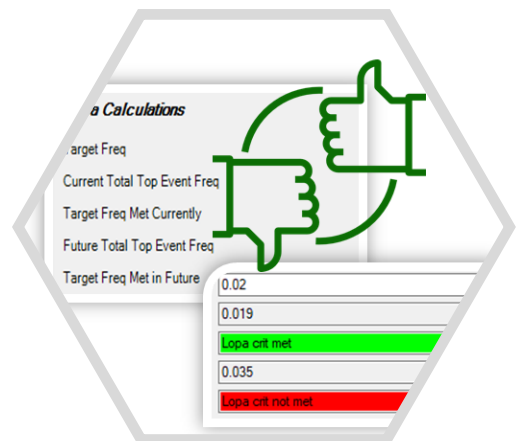 a Calculations
arget Freq
Current Total Top Event Freq
Target Freq Met Currently
Future Total Top Event Freq
Target Freq Met in Future
0.02
0.019
Lopa crit met
0.035
Lopa crit not met